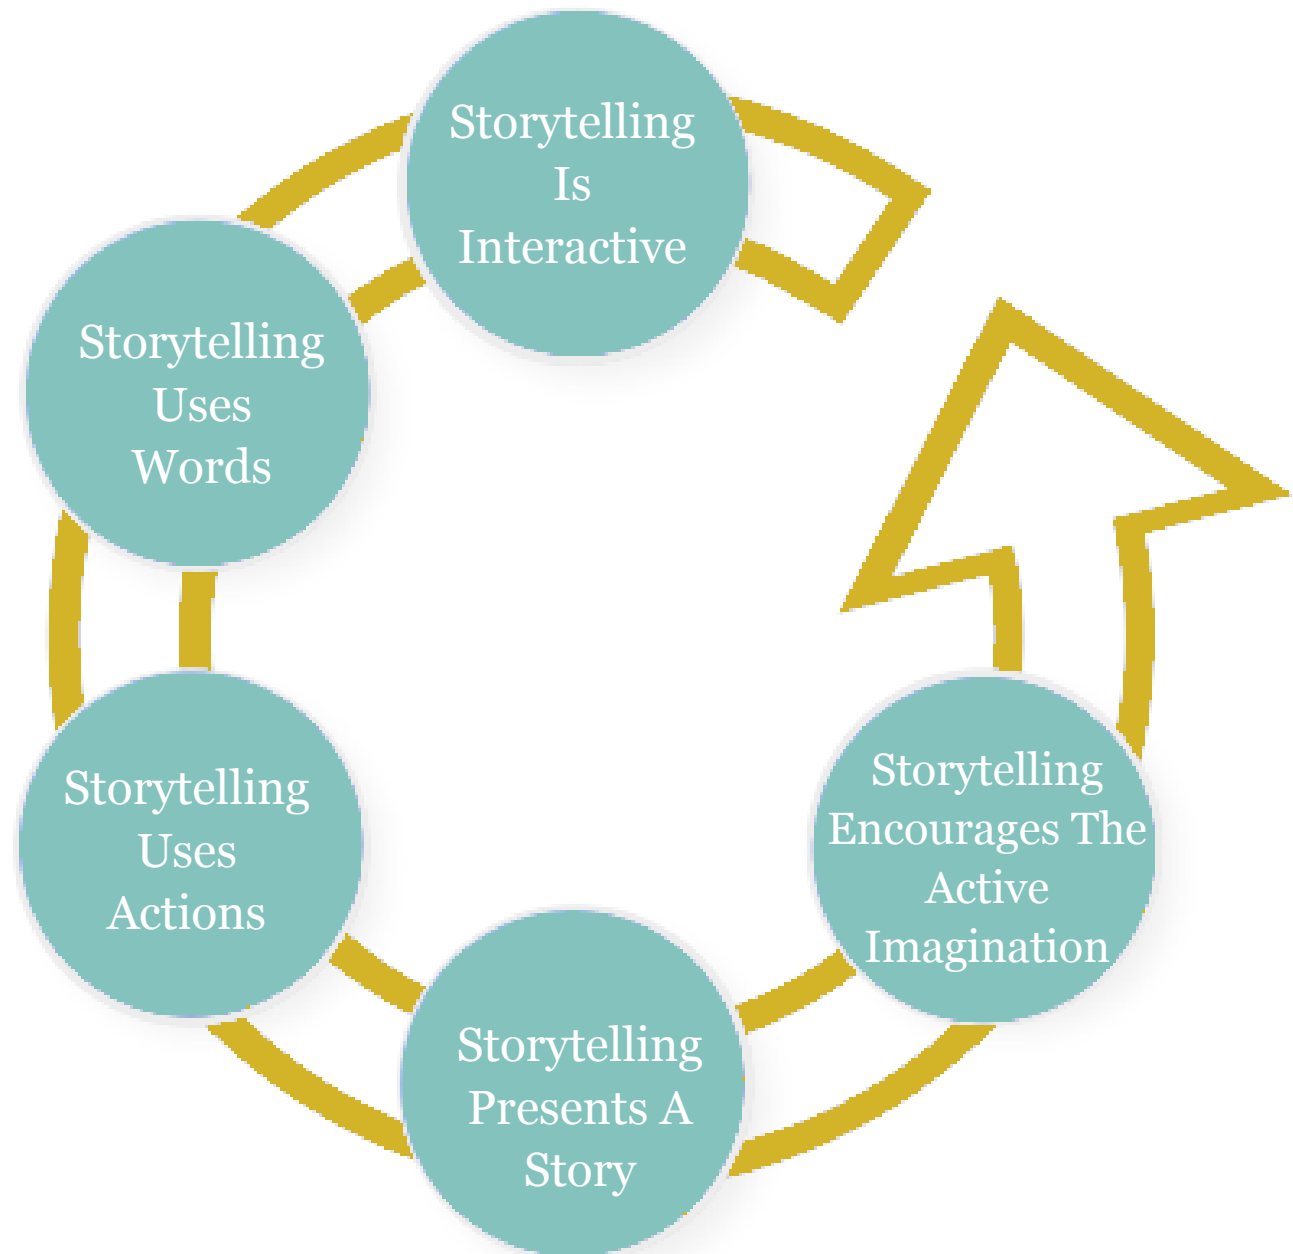 Storytelling
Is
Interactive
Storytelling
Uses
Words
Storytelling
Uses
Actions
Storytelling
Presents A
Story
Storytelling
Encourages The
Active
Imagination